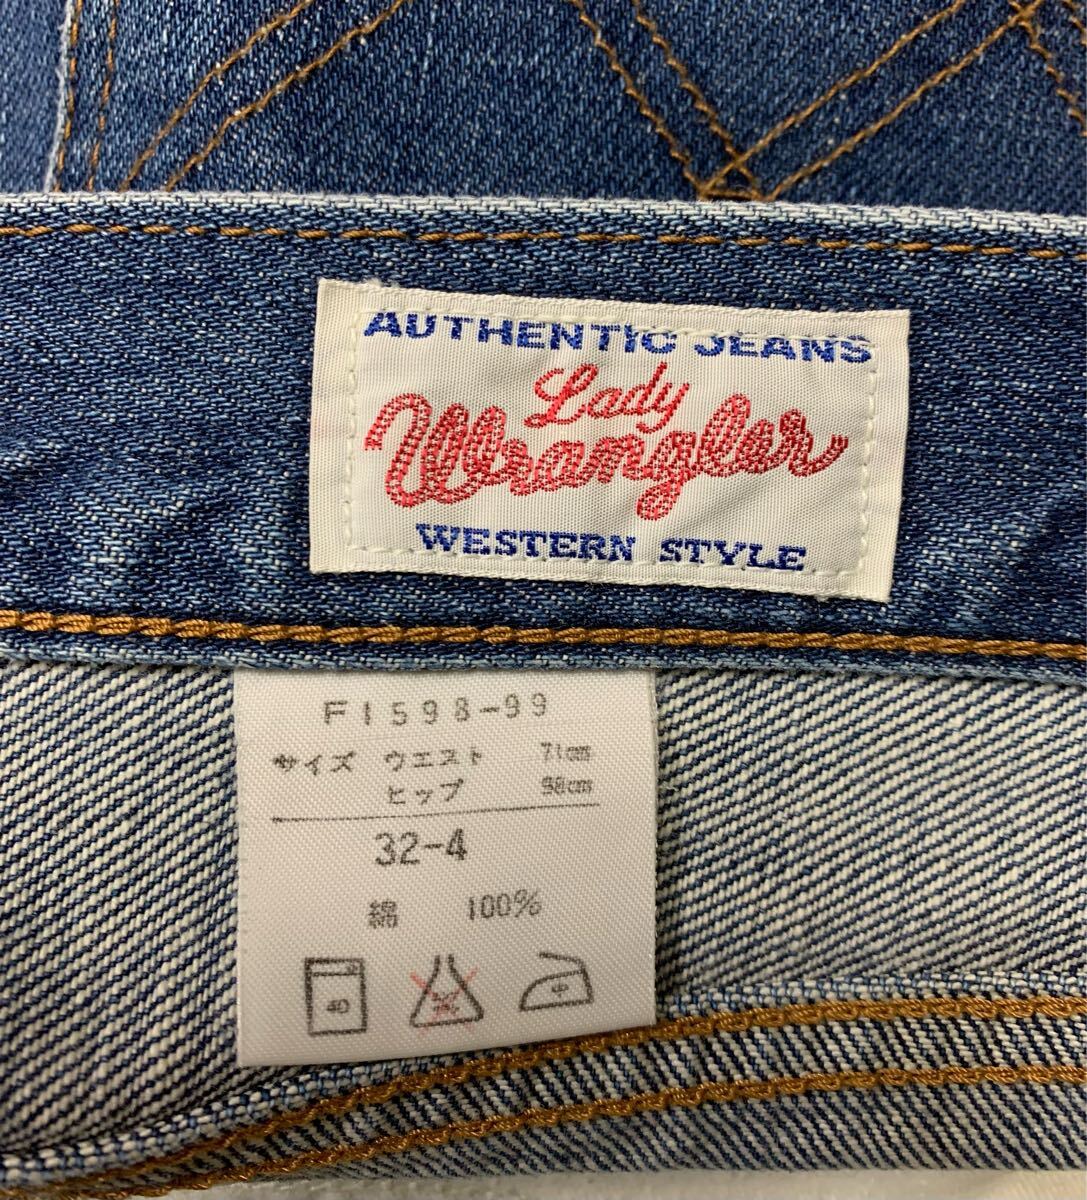 AUTHENTIC JEANS
Lady
Wrangler
WESTERN STYLE
F1598-99
サイズ ウエスト 71cm
ヒップ 98cm
32-4
綿 100%
40